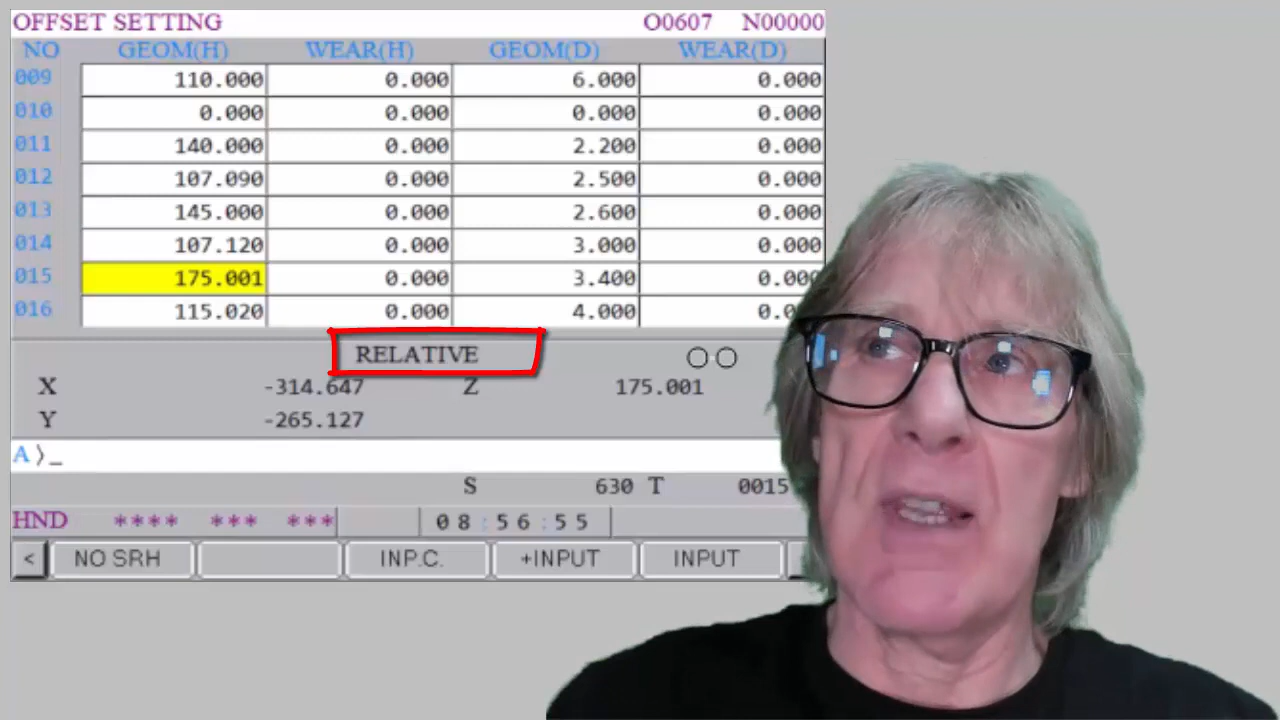 OFFSET SETTING O0607 N00000
NO GEOM(H) WEAR(H) GEOM(D) WEAR(D)
009 110.000 0.000 6.000 0.000
010 0.000 0.000 0.000 0.000
011 140.000 0.000 2.200 0.000
012 107.090 0.000 2.500 0.000
013 145.000 0.000 2.600 0.000
014 107.120 0.000 3.000 0.000
015 175.001 0.000 3.400 0.000
016 115.020 0.000 4.000
RELATIVE
X -314.647 Z 175.001
Y -265.127
A )_
S 630 T 0015
HND **** *** *** 08:56:55
< NO SRH INP.C. +INPUT INPUT